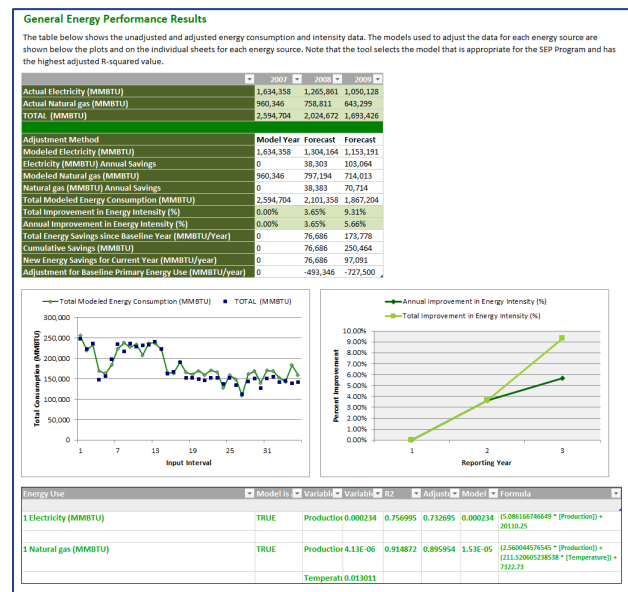 General Energy Performance Results
The table below shows the unadjusted and adjusted energy consumption and intensity data. The models used to adjust the data for each energy source are
shown below the plots and on the individual sheets for each energy source. Note that the tool selects the model that is appropriate for the SEP Program and has
the highest adjusted R-squared value.
2007 2008 2009
Actual Electricity (MMBTU) 1,634,358 1,265,861 1,050,128
Actual Natural gas (MMBTU) 960,346 758,811 643,299
TOTAL (MMBTU) 2,594,704 2,024,672 1,693,426
Adjustment Method Model Year Forecast Forecast
Modeled Electricity (MMBTU) 1,634,358 1,304,164 1,153,191
Electricity (MMBTU) Annual Savings 0 38,303 103,064
Modeled Natural gas (MMBTU) 960,346 797,194 714,013
Natural gas (MMBTU) Annual Savings 0 38,383 70,714
Total Modeled Energy Consumption (MMBTU) 2,594,704 2,101,358 1,867,204
Total Improvement in Energy Intensity (%) 0.00% 3.65% 9.31%
Annual Improvement in Energy Intensity (%) 0.00% 3.65% 5.66%
Total Energy Savings since Baseline Year (MMBTU/Year) 0 76,686 173,778
Cumulative Savings (MMBTU) 0 76,686 250,464
New Energy Savings for Current Year (MMBTU/year) 0 76,686 97,091
Adjustment for Baseline Primary Energy Use (MMBTU/year) 0 -493,346 -727,500
Total Modeled Energy Consumption (MMBTU) TOTAL (MMBTU)
Total Consumption (MMBTU)
300,000
250,000
200,000
150,000
100,000
50,000
0
1 7 13 19 25 31
Input Interval
Annual Improvement in Energy Intensity (%)
Total Improvement in Energy Intensity (%)
Percent Improvement
10.00%
9.00%
8.00%
7.00%
6.00%
5.00%
4.00%
3.00%
2.00%
1.00%
0.00%
1 2 3
Reporting Year
Energy Use Model is Variable Variable R2 Adjust Model Formula
1 Electricity (MMBTU) TRUE Production 0.000234 0.756995 0.732695 0.000234 (5.086166746649 * [Production]) +
20110.25
1 Natural gas (MMBTU) TRUE Production 4.13E-06 0.914872 0.895954 1.53E-05 (2.560044576545 * [Production]) +
(211.520605238538 * [Temperature]) +
7322.73
Temperat 0.013011